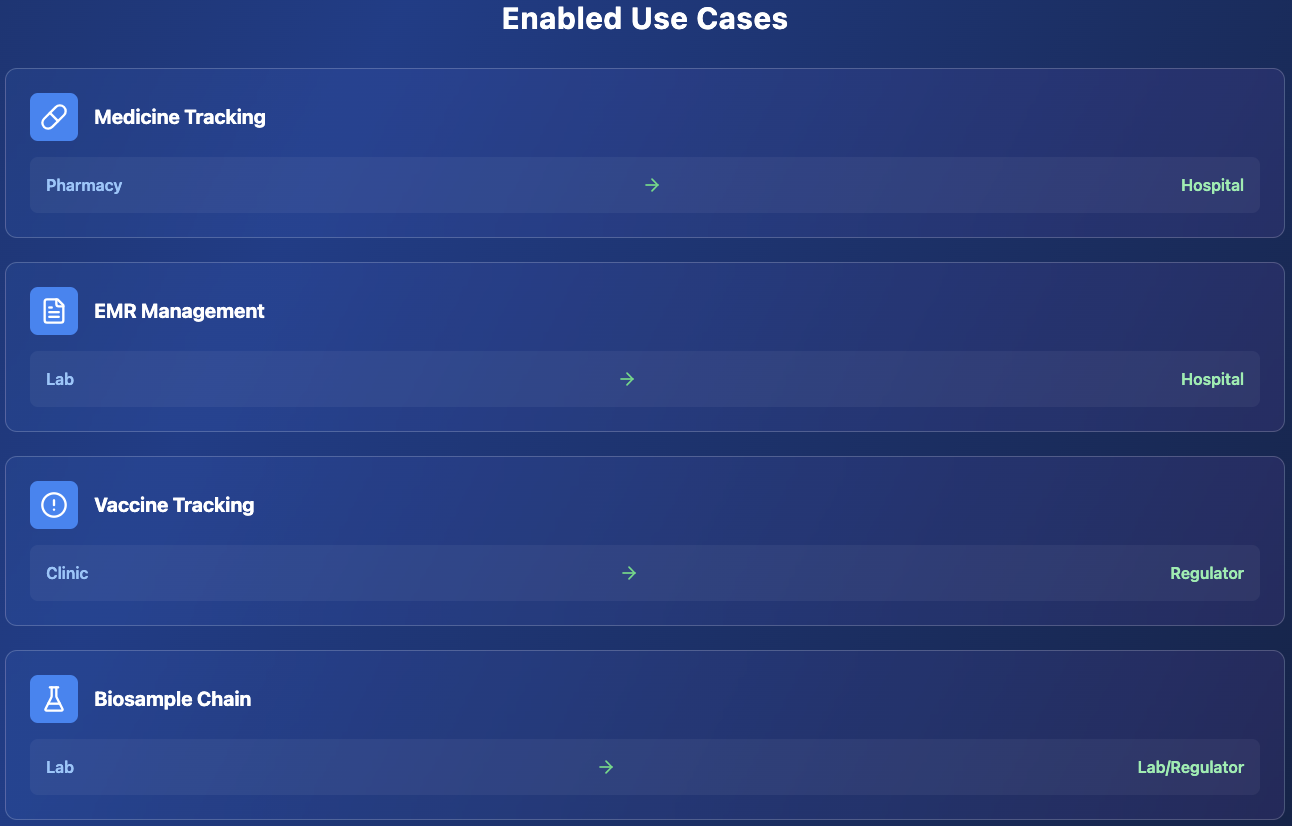 Enabled Use Cases
Medicine Tracking
Pharmacy → Hospital
EMR Management
Lab → Hospital
Vaccine Tracking
Clinic → Regulator
Biosample Chain
Lab → Lab/Regulator